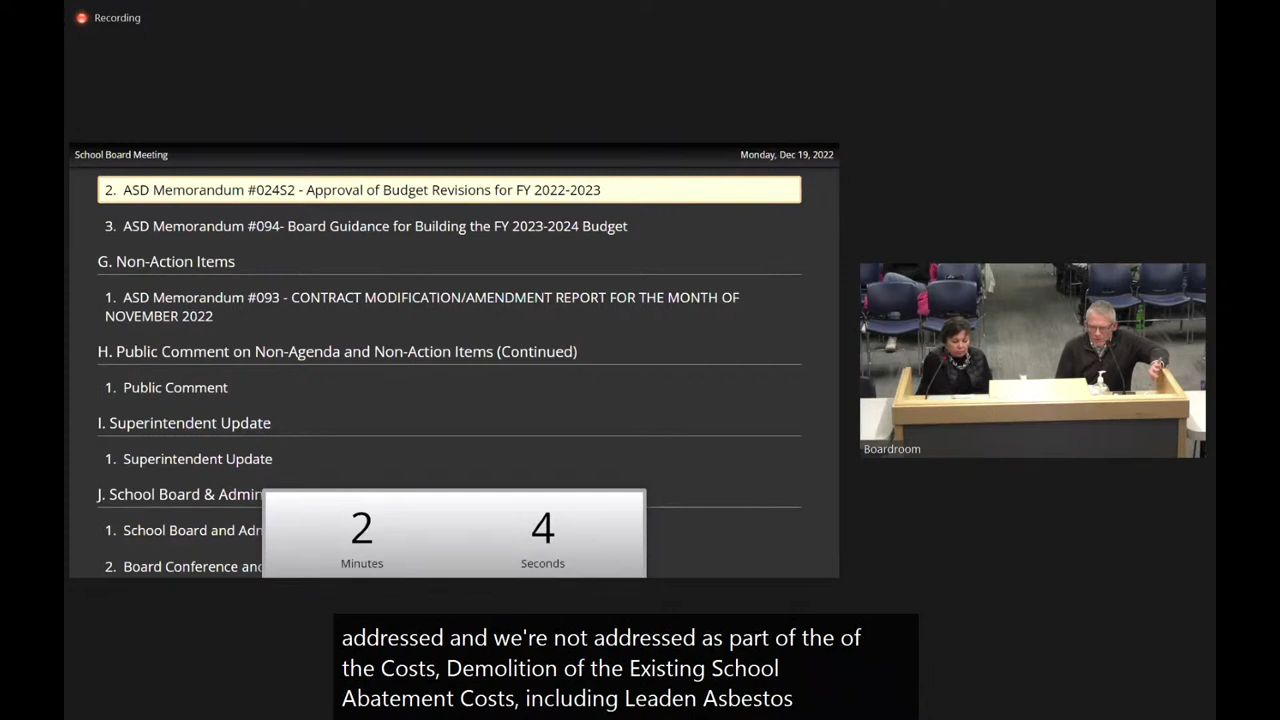 Recording
School Board Meeting
Monday, Dec 19, 2022
2. ASD Memorandum #024S2 - Approval of Budget Revisions for FY 2022-2023
3. ASD Memorandum #094- Board Guidance for Building the FY 2023-2024 Budget
G. Non-Action Items
1. ASD Memorandum #093 - CONTRACT MODIFICATION/AMENDMENT REPORT FOR THE MONTH OF
NOVEMBER 2022
H. Public Comment on Non-Agenda and Non-Action Items (Continued)
1. Public Comment
I. Superintendent Update
1. Superintendent Update
J. School Board & Admin
1. School Board and Adn
2. Board Conference and
2 4
Minutes Seconds
Boardroom
addressed and we're not addressed as part of the of
the Costs, Demolition of the Existing School
Abatement Costs, including Leaden Asbestos